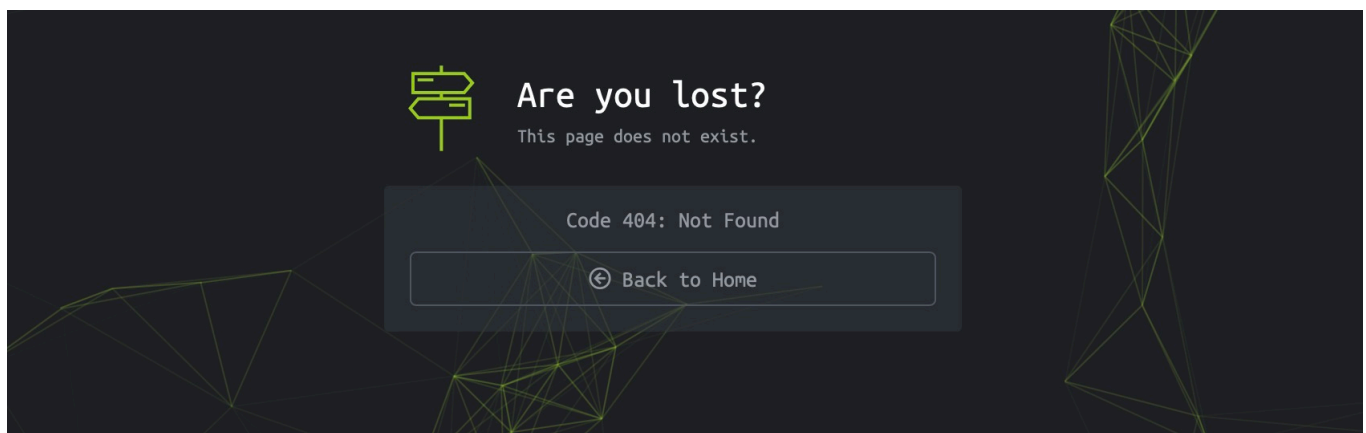 Are you lost?
This page does not exist.
Code 404: Not Found
Back to Home